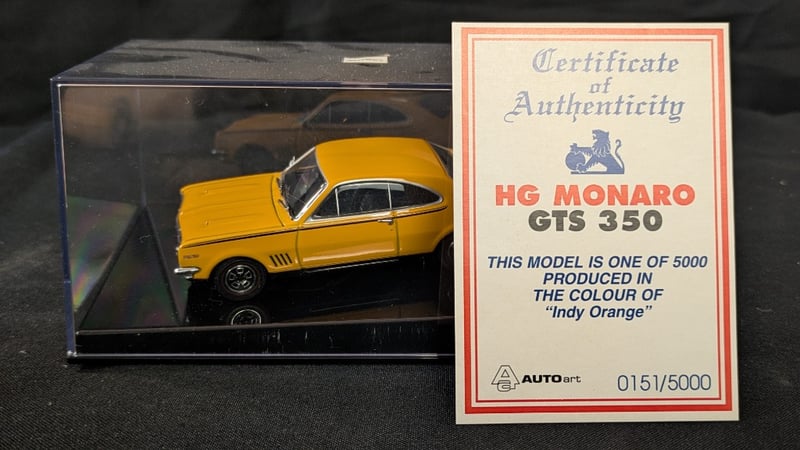 Certificate
of
Authenticity
HG MONARO
GTS 350
THIS MODEL IS ONE OF 5000
PRODUCED IN
THE COLOUR OF
“Indy Orange”
AUTOart 0151/5000